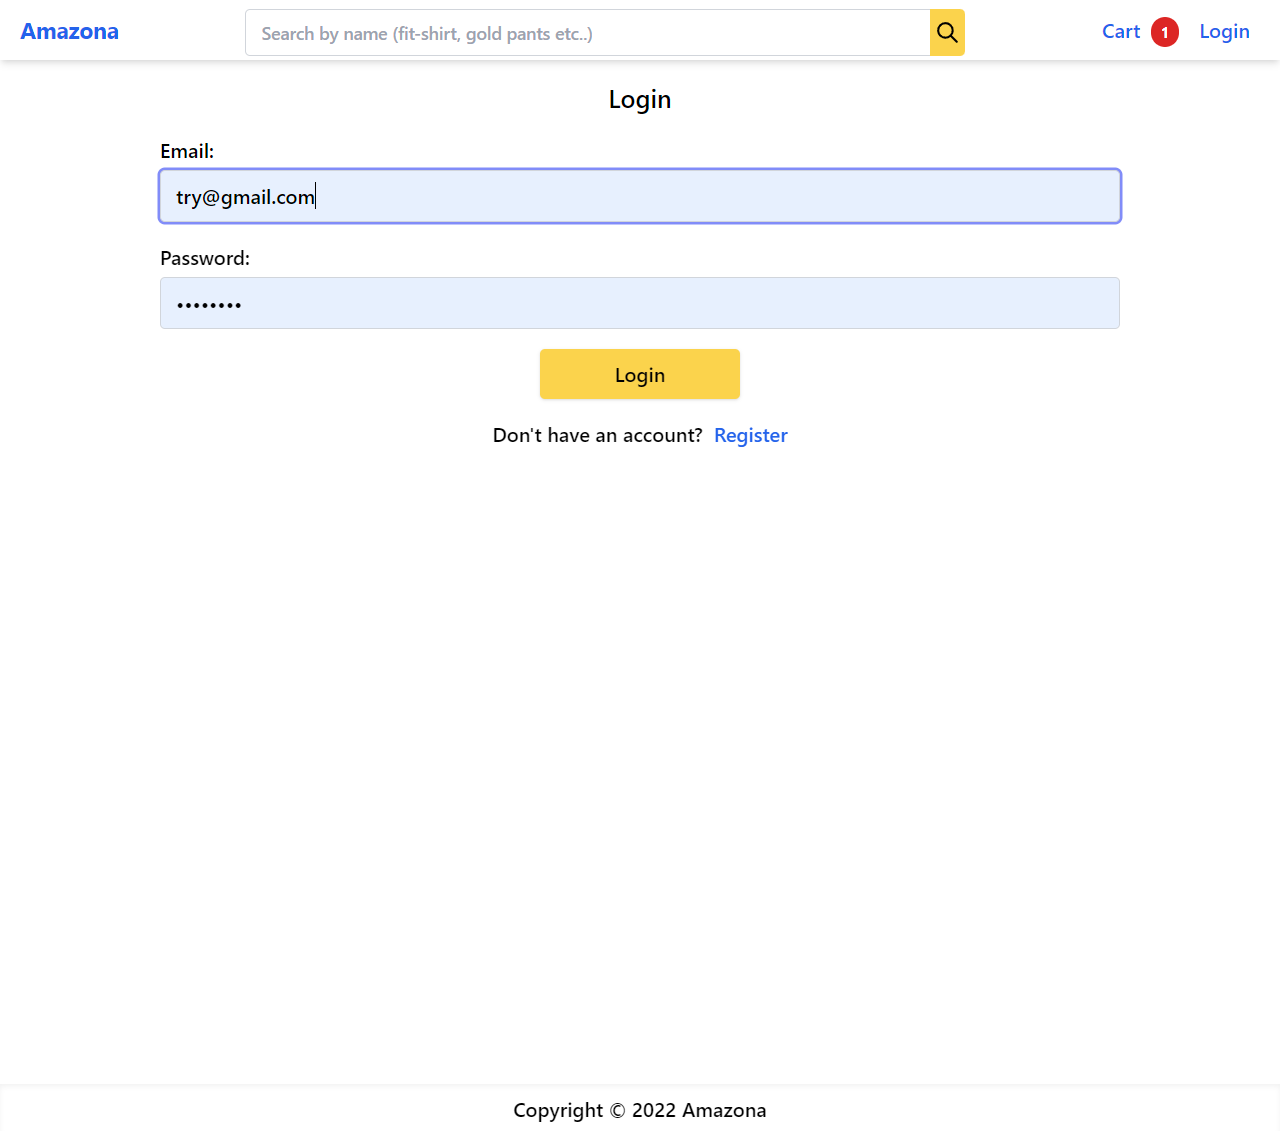 Amazona
Search by name (fit-shirt, gold pants etc..)
Cart 1 Login
Login
Email:
try@gmail.com
Password:
••••••••
Login
Don't have an account? Register
Copyright © 2022 Amazona